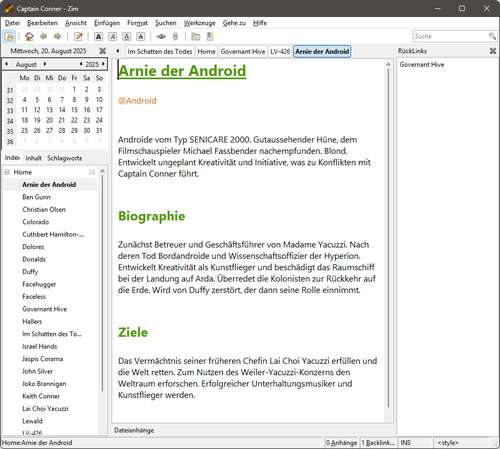 Captain Conner - Zim
Datei Bearbeiten Ansicht Einfügen Format Suchen Werkzeuge Gehe zu Hilfe
Suche
Mittwoch, 20. August 2025
August 2025
Mo Di Mi Do Fr Sa So
31 28 29 30 31 1 2 3
32 4 5 6 7 8 9 10
33 11 12 13 14 15 16 17
34 18 19 20 21 22 23 24
35 25 26 27 28 29 30 31
36 1 2 3 4 5 6 7
Index Inhalt Schlagworte
Home 24
Arnie der Android
Ben Gunn
Christian Olsen
Colorado
Cuthbert Hamilton-...
Dolores
Donalds
Duffy
Facehogger
Faceless
Governant Hive
Hallers
Im Schatten des To...
Israel Hands
Jaspis Corama
John Silver
Joko Brannigan
Keith Conner
Lai Choi Yacuzzi
Lewald
LV-426
Im Schatten des Todes Home Governant Hive LV-426 Arnie der Android
Arnie der Android
@Android
Androide vom Typ SENICARE 2000. Gutaussehender Hüne, dem
Filmschauspieler Michael Fassbender nachempfunden. Blond.
Entwickelt ungeplant Kreativität und Initiative, was zu Konflikten mit
Captain Conner führt.
Biographie
Zunächst Betreuer und Geschäftsführer von Madame Yacuzzi. Nach
deren Tod Bordandroide und Wissenschaftsoffizier der Hyperion.
Entwickelt Kreativität als Kunstflieger und beschädigt das Raumschiff
bei der Landung auf Arda. Überredet die Kolonisten zur Rückkehr auf
die Erde. Wird von Duffy zerstört, der dann seine Rolle einnimmt.
Ziele
Das Vermächtnis seiner früheren Chefin Lai Choi Yacuzzi erfüllen und
die Welt retten. Zum Nutzen des Weiler-Yacuzzi-Konzerns den
Weltraum erforschen. Erfolgreicher Unterhaltungsmusiker und
Kunstflieger werden.
Dateianhänge
RückLinks
Governant Hive
Home:Arnie der Android
0 Anhänge 1 Backlink... INS <style>